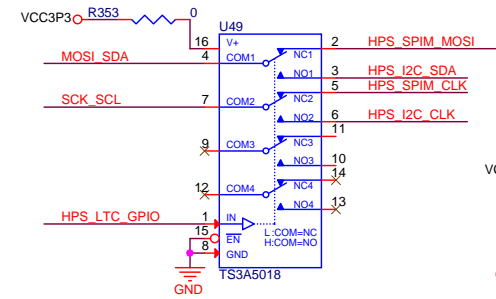 VCC3P3 R353 0
U49
16 V+ 2 HPS_SPIM_MOSI
MOSI_SDA 4 COM1 NC1
NO1 3 HPS_I2C_SDA
SCK_SCL 7 COM2 NC2 5 HPS_SPIM_CLK
NO2 6 HPS_I2C_CLK
9 COM3 NC3 11
NO3 10
12 COM4 NC4 14
NO4 13
HPS_LTC_GPIO 1 IN
15 EN L:COM=NC
8 GND H:COM=NO
TS3A5018
GND
VC